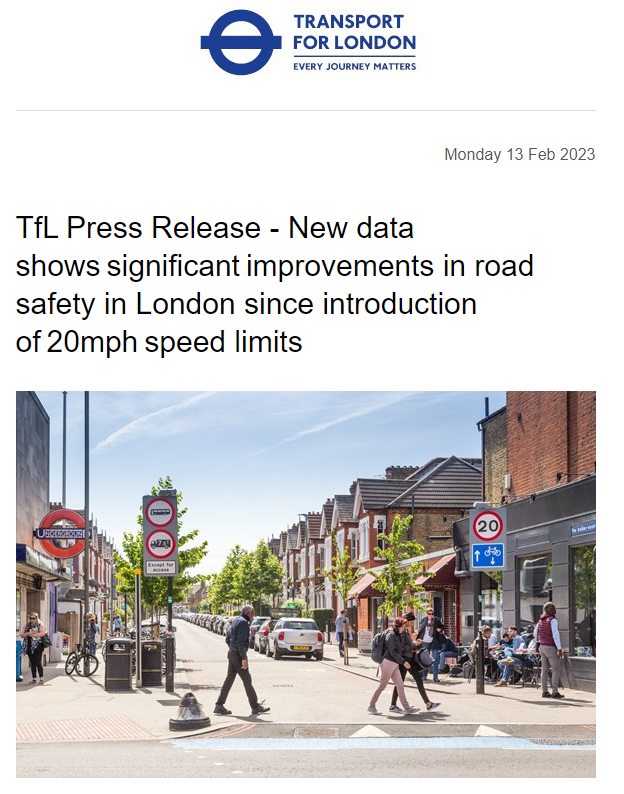 TRANSPORT
FOR LONDON
EVERY JOURNEY MATTERS
Monday 13 Feb 2023
TfL Press Release - New data
shows significant improvements in road
safety in London since introduction
of 20mph speed limits
UNDERGROUND
Except for
access
20